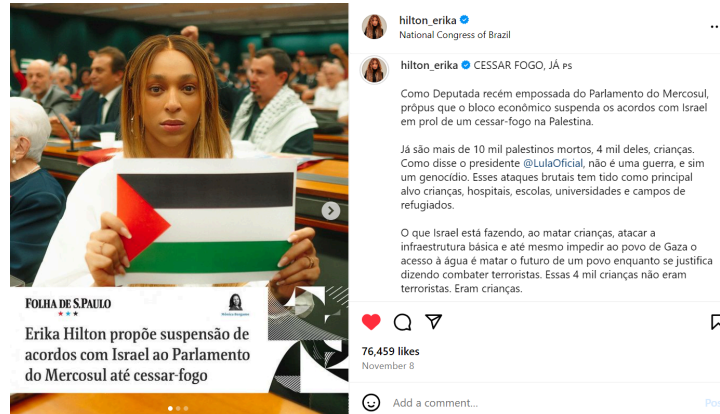 FOLHA DE S.PAULO
Mônica Bergamo
Erika Hilton propõe suspensão de
acordos com Israel ao Parlamento
do Mercosul até cessar-fogo
hilton_erika
National Congress of Brazil
hilton_erika CESSAR FOGO, JÁ PS
Como Deputada recém empossada do Parlamento do Mercosul,
própus que o bloco econômico suspenda os acordos com Israel
em prol de um cessar-fogo na Palestina.
Já são mais de 10 mil palestinos mortos, 4 mil deles, crianças.
Como disse o presidente @LulaOficial, não é uma guerra, e sim
um genocídio. Esses ataques brutais tem tido como principal
alvo crianças, hospitais, escolas, universidades e campos de
refugiados.
O que Israel está fazendo, ao matar crianças, atacar a
infraestrutura básica e até mesmo impedir ao povo de Gaza o
acesso à água é matar o futuro de um povo enquanto se justifica
dizendo combater terroristas. Essas 4 mil crianças não eram
terroristas. Eram crianças.
76,459 likes
November 8
Add a comment...
Pos